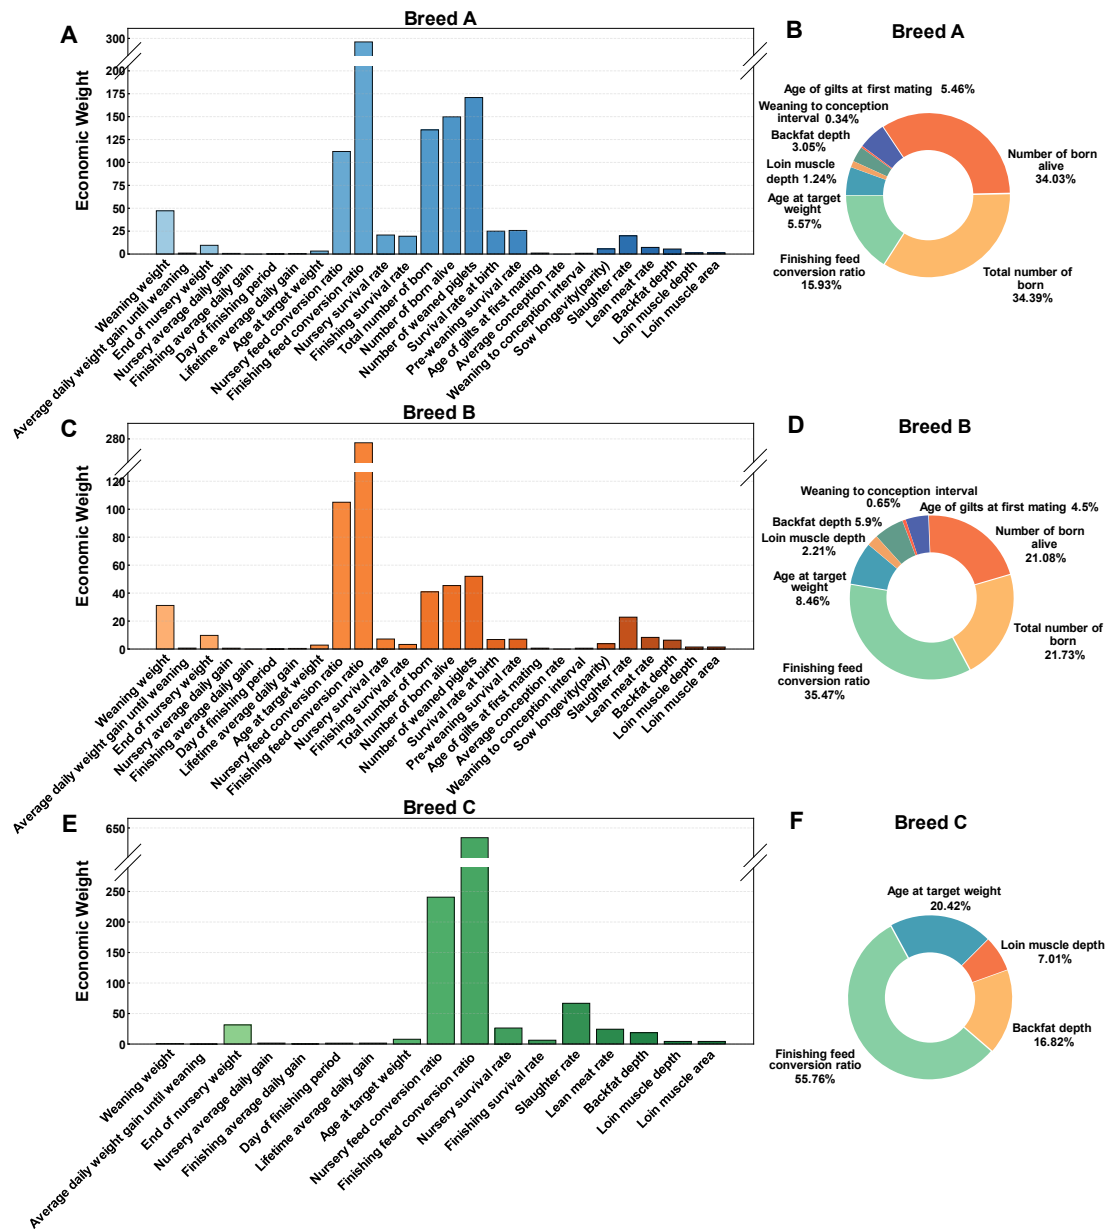 A
Breed A
Economic Weight
300
200
175
150
125
100
75
50
25
0
Weaning weight
Average daily weight gain until weaning
End of nursery weight
Nursery average daily gain
Finishing average daily gain
Day of finishing period
Lifetime average daily gain
Age at target weight
Nursery feed conversion ratio
Finishing feed conversion ratio
Nursery survival rate
Finishing survival rate
Total number of born
Number of born alive
Number of weaned piglets
Survival rate at birth
Pre-weaning survival rate
Age of gilts at first mating
Average conception rate
Weaning to conception interval
Sow longevity(parity)
Slaughter rate
Lean meat rate
Backfat depth
Loin muscle depth
Loin muscle area
B
Breed A
Age of gilts at first mating 5.46%
Weaning to conception
interval 0.34%
Backfat depth
3.05%
Loin muscle
depth 1.24%
Age at target
weight
5.57%
Finishing feed
conversion ratio
15.93%
Number of born
alive
34.03%
Total number of
born
34.39%
C
Breed B
Economic Weight
280
120
100
80
60
40
20
0
Weaning weight
Average daily weight gain until weaning
End of nursery weight
Nursery average daily gain
Finishing average daily gain
Day of finishing period
Lifetime average daily gain
Age at target weight
Nursery feed conversion ratio
Finishing feed conversion ratio
Nursery survival rate
Finishing survival rate
Total number of born
Number of born alive
Number of weaned piglets
Survival rate at birth
Pre-weaning survival rate
Age of gilts at first mating
Average conception rate
Weaning to conception interval
Sow longevity(parity)
Slaughter rate
Lean meat rate
Backfat depth
Loin muscle depth
Loin muscle area
D
Breed B
Weaning to conception interval
0.65%
Age of gilts at first mating 4.5%
Backfat depth 5.9%
Loin muscle depth
2.21%
Age at target
weight
8.46%
Finishing feed
conversion ratio
35.47%
Number of born
alive
21.08%
Total number of
born
21.73%
E
Breed C
Economic Weight
650
250
200
150
100
50
0
Weaning weight
Average daily weight gain until weaning
End of nursery weight
Nursery average daily gain
Finishing average daily gain
Day of finishing period
Lifetime average daily gain
Age at target weight
Nursery feed conversion ratio
Finishing feed conversion ratio
Nursery survival rate
Finishing survival rate
Slaughter rate
Lean meat rate
Backfat depth
Loin muscle depth
Loin muscle area
F
Breed C
Age at target weight
20.42%
Loin muscle depth
7.01%
Backfat depth
16.82%
Finishing feed
conversion ratio
55.76%